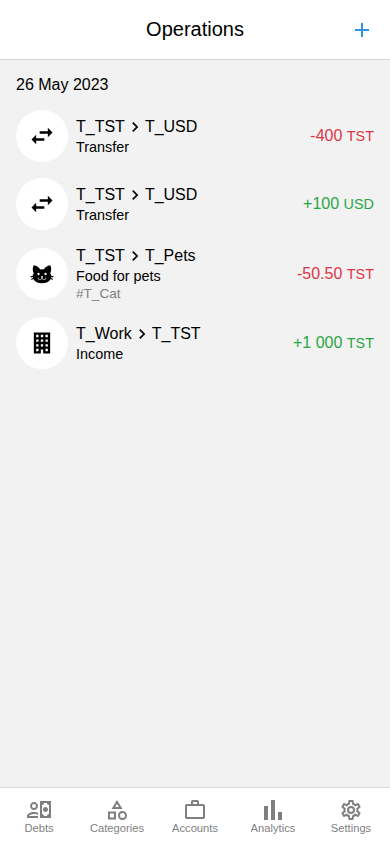 Operations
26 May 2023
T_TST > T_USD
Transfer
-400 TST
T_TST > T_USD
Transfer
+100 USD
T_TST > T_Pets
Food for pets
#T_Cat
-50.50 TST
T_Work > T_TST
Income
+1 000 TST
Debts
Categories
Accounts
Analytics
Settings